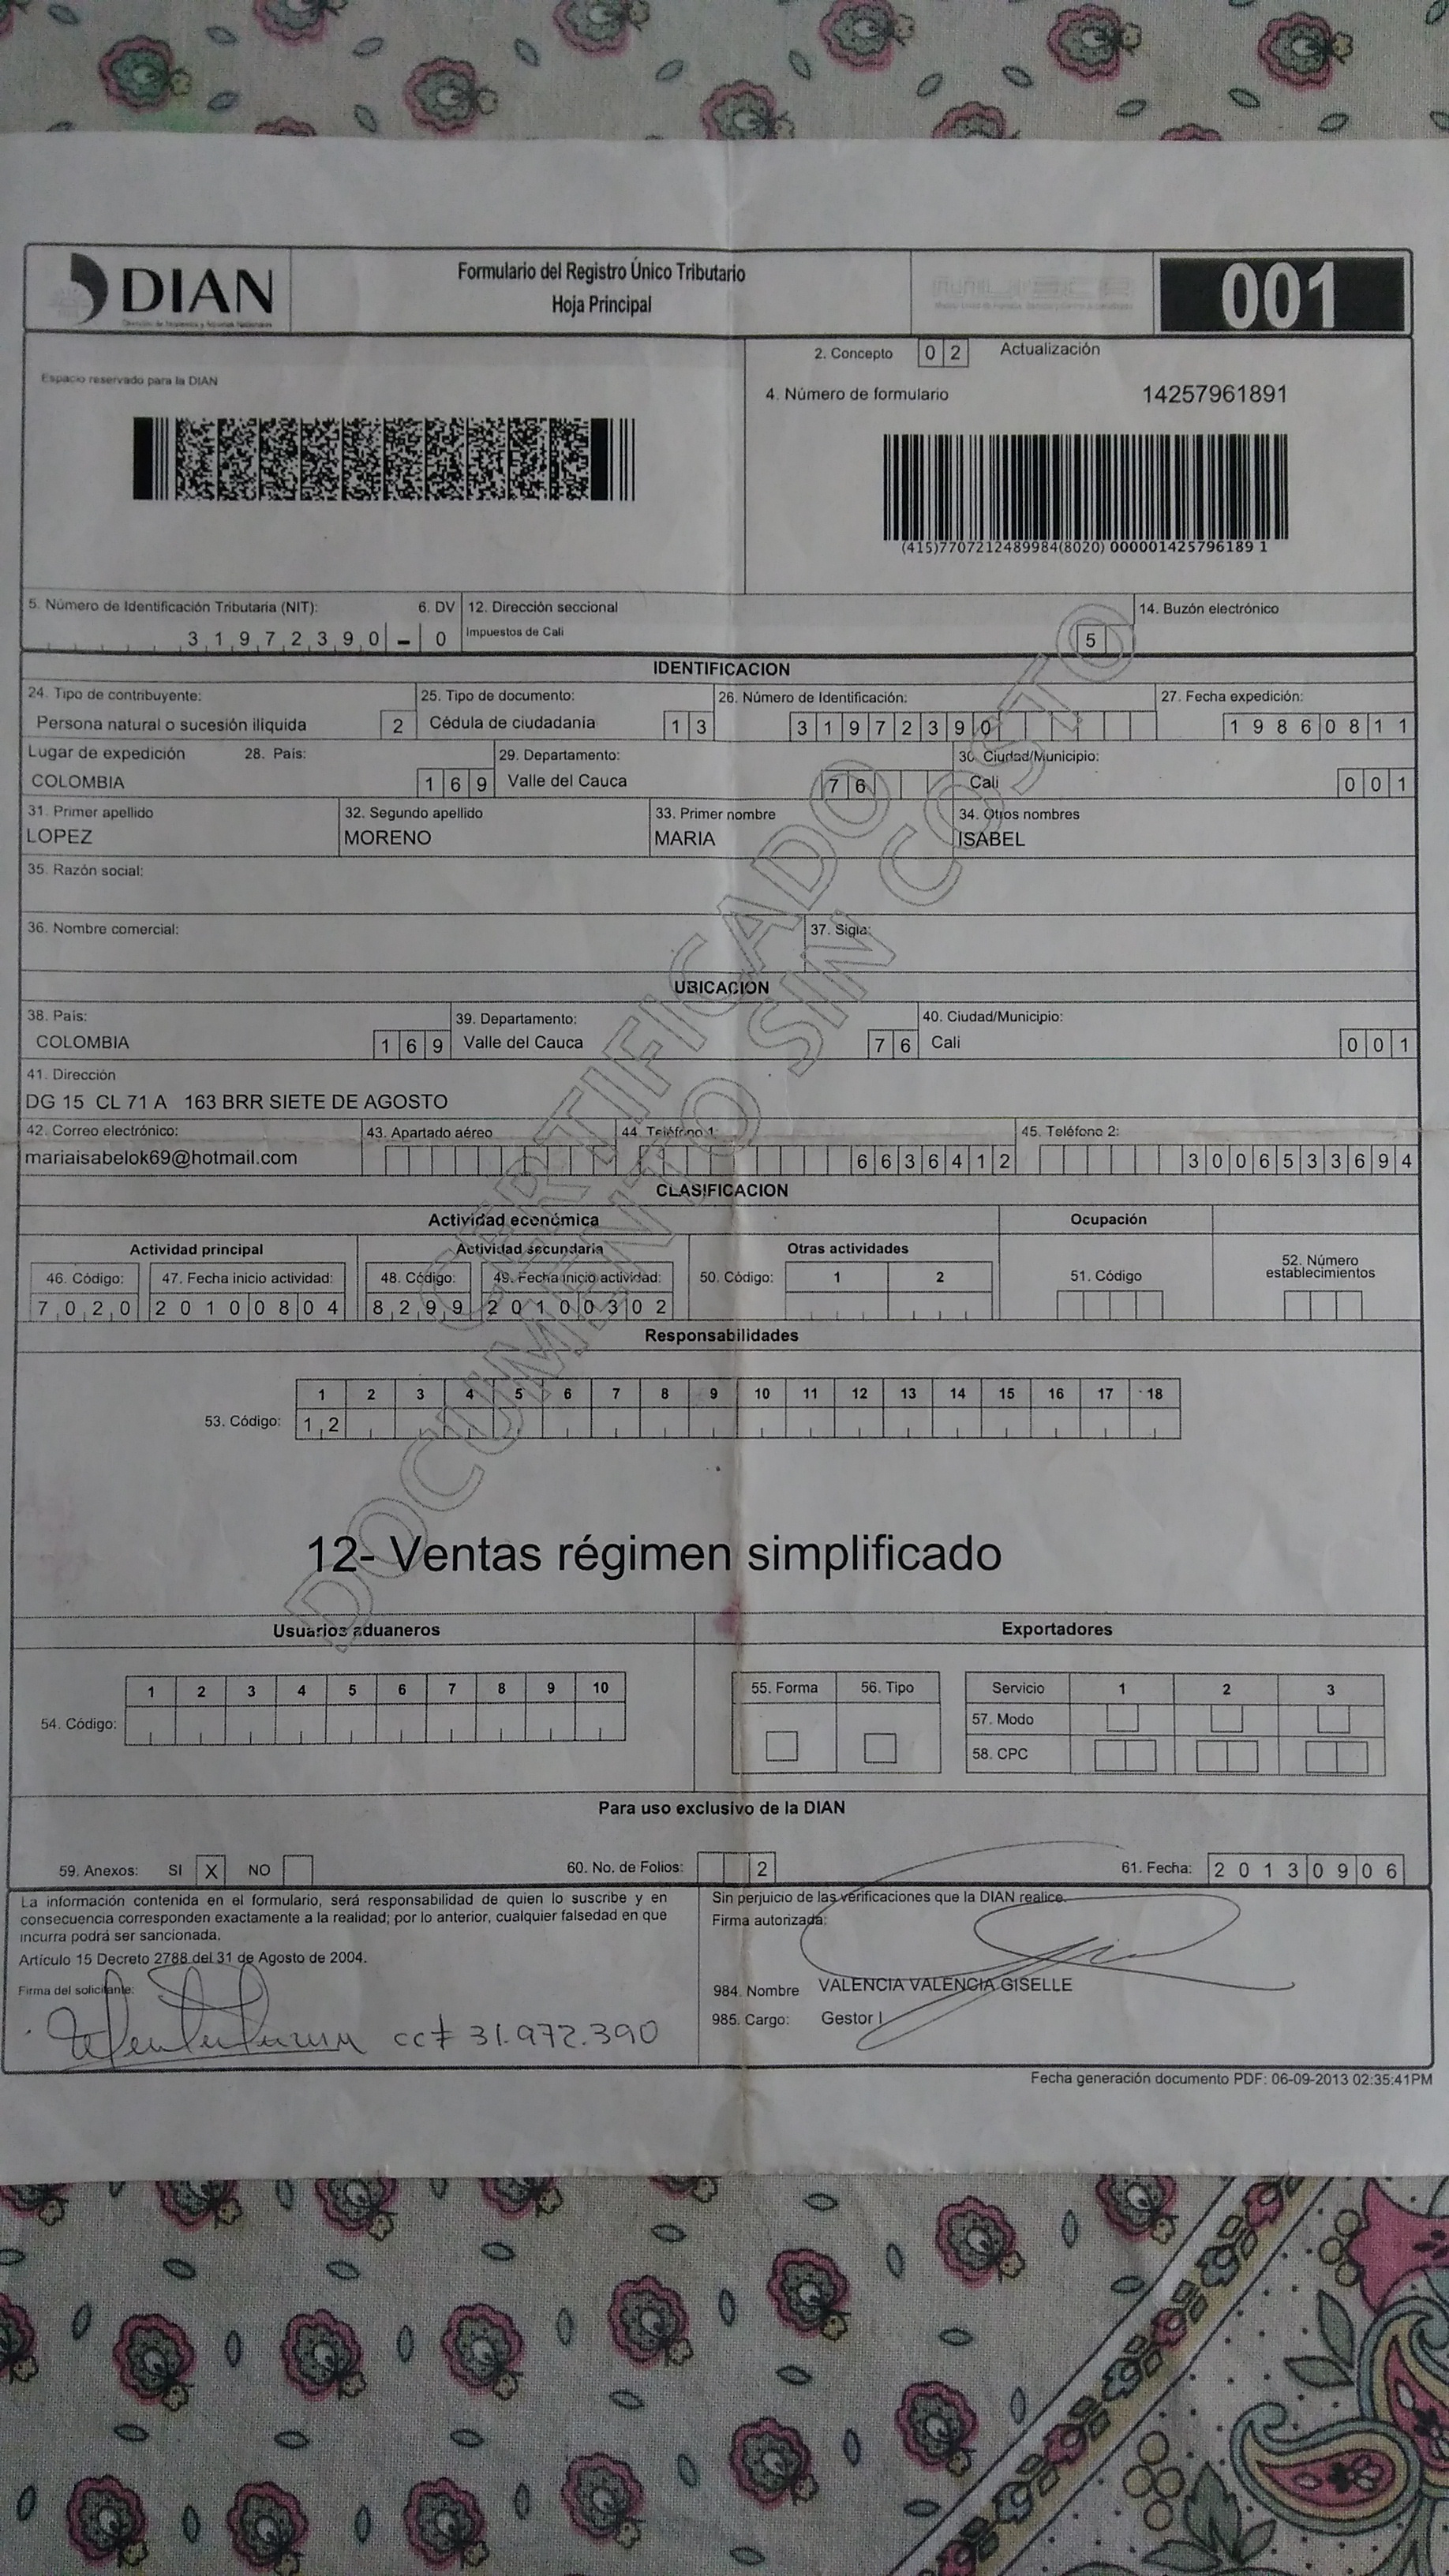 DIAN
Formulario del Registro Único Tributario
Hoja Principal
001
2. Concepto 0 2 Actualización
Espacio reservado para la DIAN
4. Número de formulario 14257961891
(415)7707212489984(8020) 000001425796189 1
5. Número de Identificación Tributaria (NIT): 6. DV 12. Dirección seccional 14. Buzón electrónico
3 1 9 7 2 3 9 0 - 0 Impuestos de Cali 5
IDENTIFICACION
24. Tipo de contribuyente: 25. Tipo de documento: 26. Número de Identificación: 27. Fecha expedición:
Persona natural o sucesión ilíquida 2 Cédula de ciudadanía 1 3 3 1 9 7 2 3 9 0 1 9 8 6 0 8 1 1
Lugar de expedición 28. País: 29. Departamento: 30. Ciudad/Municipio:
COLOMBIA 1 6 9 Valle del Cauca 7 6 Cali 0 0 1
31. Primer apellido 32. Segundo apellido 33. Primer nombre 34. Otros nombres
LOPEZ MORENO MARIA ISABEL
35. Razón social:
36. Nombre comercial: 37. Sigla:
UBICACION
38. País: 39. Departamento: 40. Ciudad/Municipio:
COLOMBIA 1 6 9 Valle del Cauca 7 6 Cali 0 0 1
41. Dirección
DG 15 CL 71 A 163 BRR SIETE DE AGOSTO
42. Correo electrónico: 43. Apartado aéreo 44. Teléfono 1: 45. Teléfono 2:
mariaisabelok69@hotmail.com 6 6 3 6 4 1 2 3 0 0 6 5 3 3 6 9 4
CLASIFICACION
Actividad económica Ocupación
Actividad principal Actividad secundaria Otras actividades 52. Número establecimientos
46. Código: 47. Fecha inicio actividad: 48. Código: 49. Fecha inicio actividad: 50. Código: 1 2 51. Código
7 0 2 0 2 0 1 0 0 8 0 4 8 2 9 9 2 0 1 0 0 3 0 2
Responsabilidades
1 2 3 4 5 6 7 8 9 10 11 12 13 14 15 16 17 18
53. Código: 1 2
12- Ventas régimen simplificado
CERTIFICADO
DOCUMENTO SIN COSTO
Usuarios aduaneros Exportadores
1 2 3 4 5 6 7 8 9 10 55. Forma 56. Tipo Servicio 1 2 3
54. Código: 57. Modo
58. CPC
Para uso exclusivo de la DIAN
59. Anexos: SI X NO 60. No. de Folios: 2 61. Fecha: 2 0 1 3 0 9 0 6
La información contenida en el formulario, será responsabilidad de quien lo suscribe y en
consecuencia corresponden exactamente a la realidad; por lo anterior, cualquier falsedad en que
incurra podrá ser sancionada.
Artículo 15 Decreto 2788 del 31 de Agosto de 2004.
Firma del solicitante:
cc# 31.972.390
Sin perjuicio de las verificaciones que la DIAN realice.
Firma autorizada:
984. Nombre VALENCIA VALENCIA GISELLE
985. Cargo: Gestor I
Fecha generación documento PDF: 06-09-2013 02:35:41PM